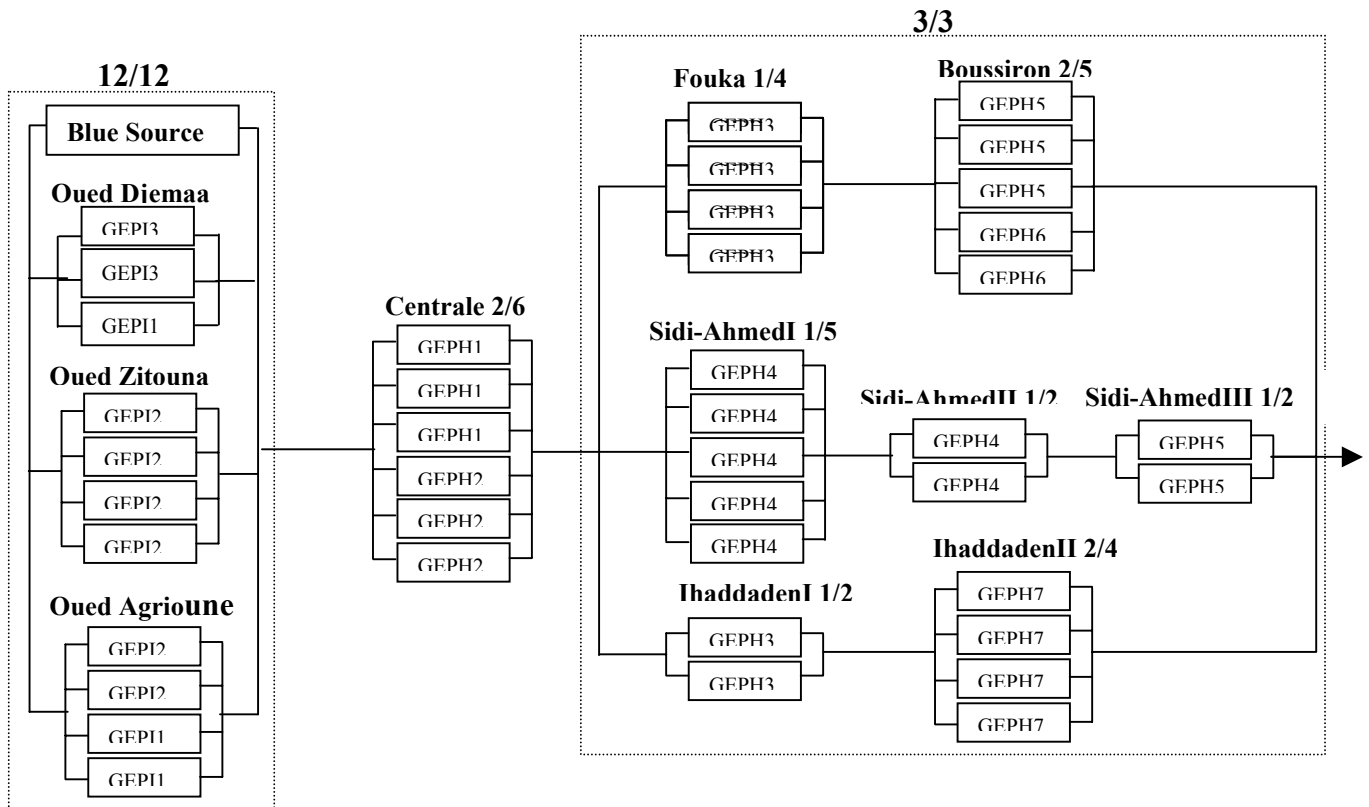 3/3
12/12
Blue Source
Oued Djemaa
GEPI3
GEPI3
GEPI1
Oued Zitouna
GEPI2
GEPI2
GEPI2
GEPI2
Oued Agrioune
GEPI2
GEPI2
GEPI1
GEPI1
Centrale 2/6
GEPH1
GEPH1
GEPH1
GEPH2
GEPH2
GEPH2
Fouka 1/4
GEPH3
GEPH3
GEPH3
GEPH3
Boussiron 2/5
GEPH5
GEPH5
GEPH5
GEPH6
GEPH6
Sidi-AhmedI 1/5
GEPH4
GEPH4
GEPH4
GEPH4
GEPH4
Sidi-AhmedII 1/2
GEPH4
GEPH4
Sidi-AhmedIII 1/2
GEPH5
GEPH5
IhaddadenI 1/2
GEPH3
GEPH3
IhaddadenII 2/4
GEPH7
GEPH7
GEPH7
GEPH7